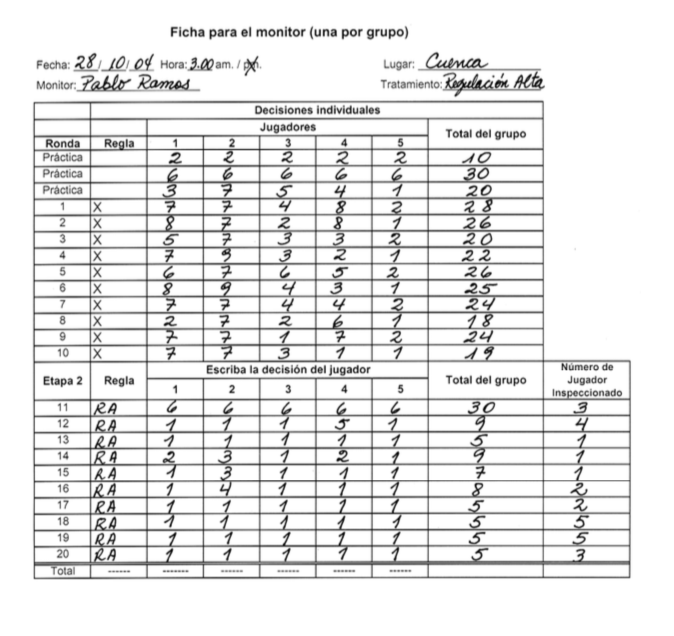 Ficha para el monitor (una por grupo)
Fecha: 28/10/04 Hora: 3.00 am. / pm. Lugar: Cuenca
Monitor: Pablo Ramos Tratamiento: Regulación Alta
Decisiones individuales
Jugadores Total del grupo
Ronda Regla 1 2 3 4 5
Práctica 2 2 2 2 2 10
Práctica 6 6 6 6 6 30
Práctica 3 7 5 4 1 20
1 X 7 7 4 8 2 28
2 X 8 7 2 8 1 26
3 X 5 7 3 3 2 20
4 X 7 9 3 2 1 22
5 X 6 7 6 5 2 26
6 X 8 9 4 3 1 25
7 X 7 7 4 4 2 24
8 X 2 7 2 6 1 18
9 X 7 7 1 7 2 24
10 X 7 7 3 1 1 19
Etapa 2 Regla Escriba la decisión del jugador Total del grupo Número de Jugador Inspeccionado
1 2 3 4 5
11 RA 6 6 6 6 6 30 3
12 RA 1 1 1 5 1 9 4
13 RA 1 1 1 1 1 5 1
14 RA 2 3 1 2 1 9 1
15 RA 1 3 1 1 1 7 1
16 RA 1 4 1 1 1 8 2
17 RA 1 1 1 1 1 5 2
18 RA 1 1 1 1 1 5 5
19 RA 1 1 1 1 1 5 5
20 RA 1 1 1 1 1 5 3
Total ------ ------- ------ ------ ------